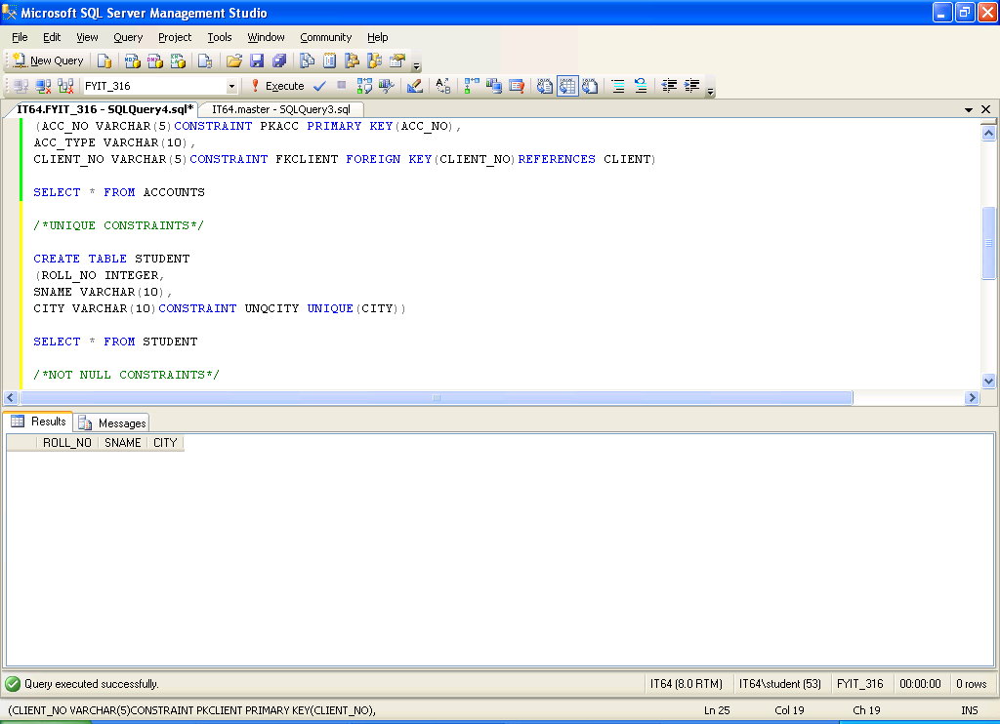 Microsoft SQL Server Management Studio
File Edit View Query Project Tools Window Community Help
New Query
FYIT_316 Execute
IT64.FYIT_316 - SQLQuery4.sql* IT64.master - SQLQuery3.sql
(ACC_NO VARCHAR(5)CONSTRAINT PKACC PRIMARY KEY(ACC_NO),
ACC_TYPE VARCHAR(10),
CLIENT_NO VARCHAR(5)CONSTRAINT FKCLIENT FOREIGN KEY(CLIENT_NO)REFERENCES CLIENT)
SELECT * FROM ACCOUNTS
/*UNIQUE CONSTRAINTS*/
CREATE TABLE STUDENT
(ROLL_NO INTEGER,
SNAME VARCHAR(10),
CITY VARCHAR(10)CONSTRAINT UNQCITY UNIQUE(CITY))
SELECT * FROM STUDENT
/*NOT NULL CONSTRAINTS*/
Results Messages
ROLL_NO SNAME CITY
Query executed successfully. IT64 (8.0 RTM) IT64\student (53) FYIT_316 00:00:00 0 rows
(CLIENT_NO VARCHAR(5)CONSTRAINT PKCLIENT PRIMARY KEY(CLIENT_NO), Ln 25 Col 19 Ch 19 INS